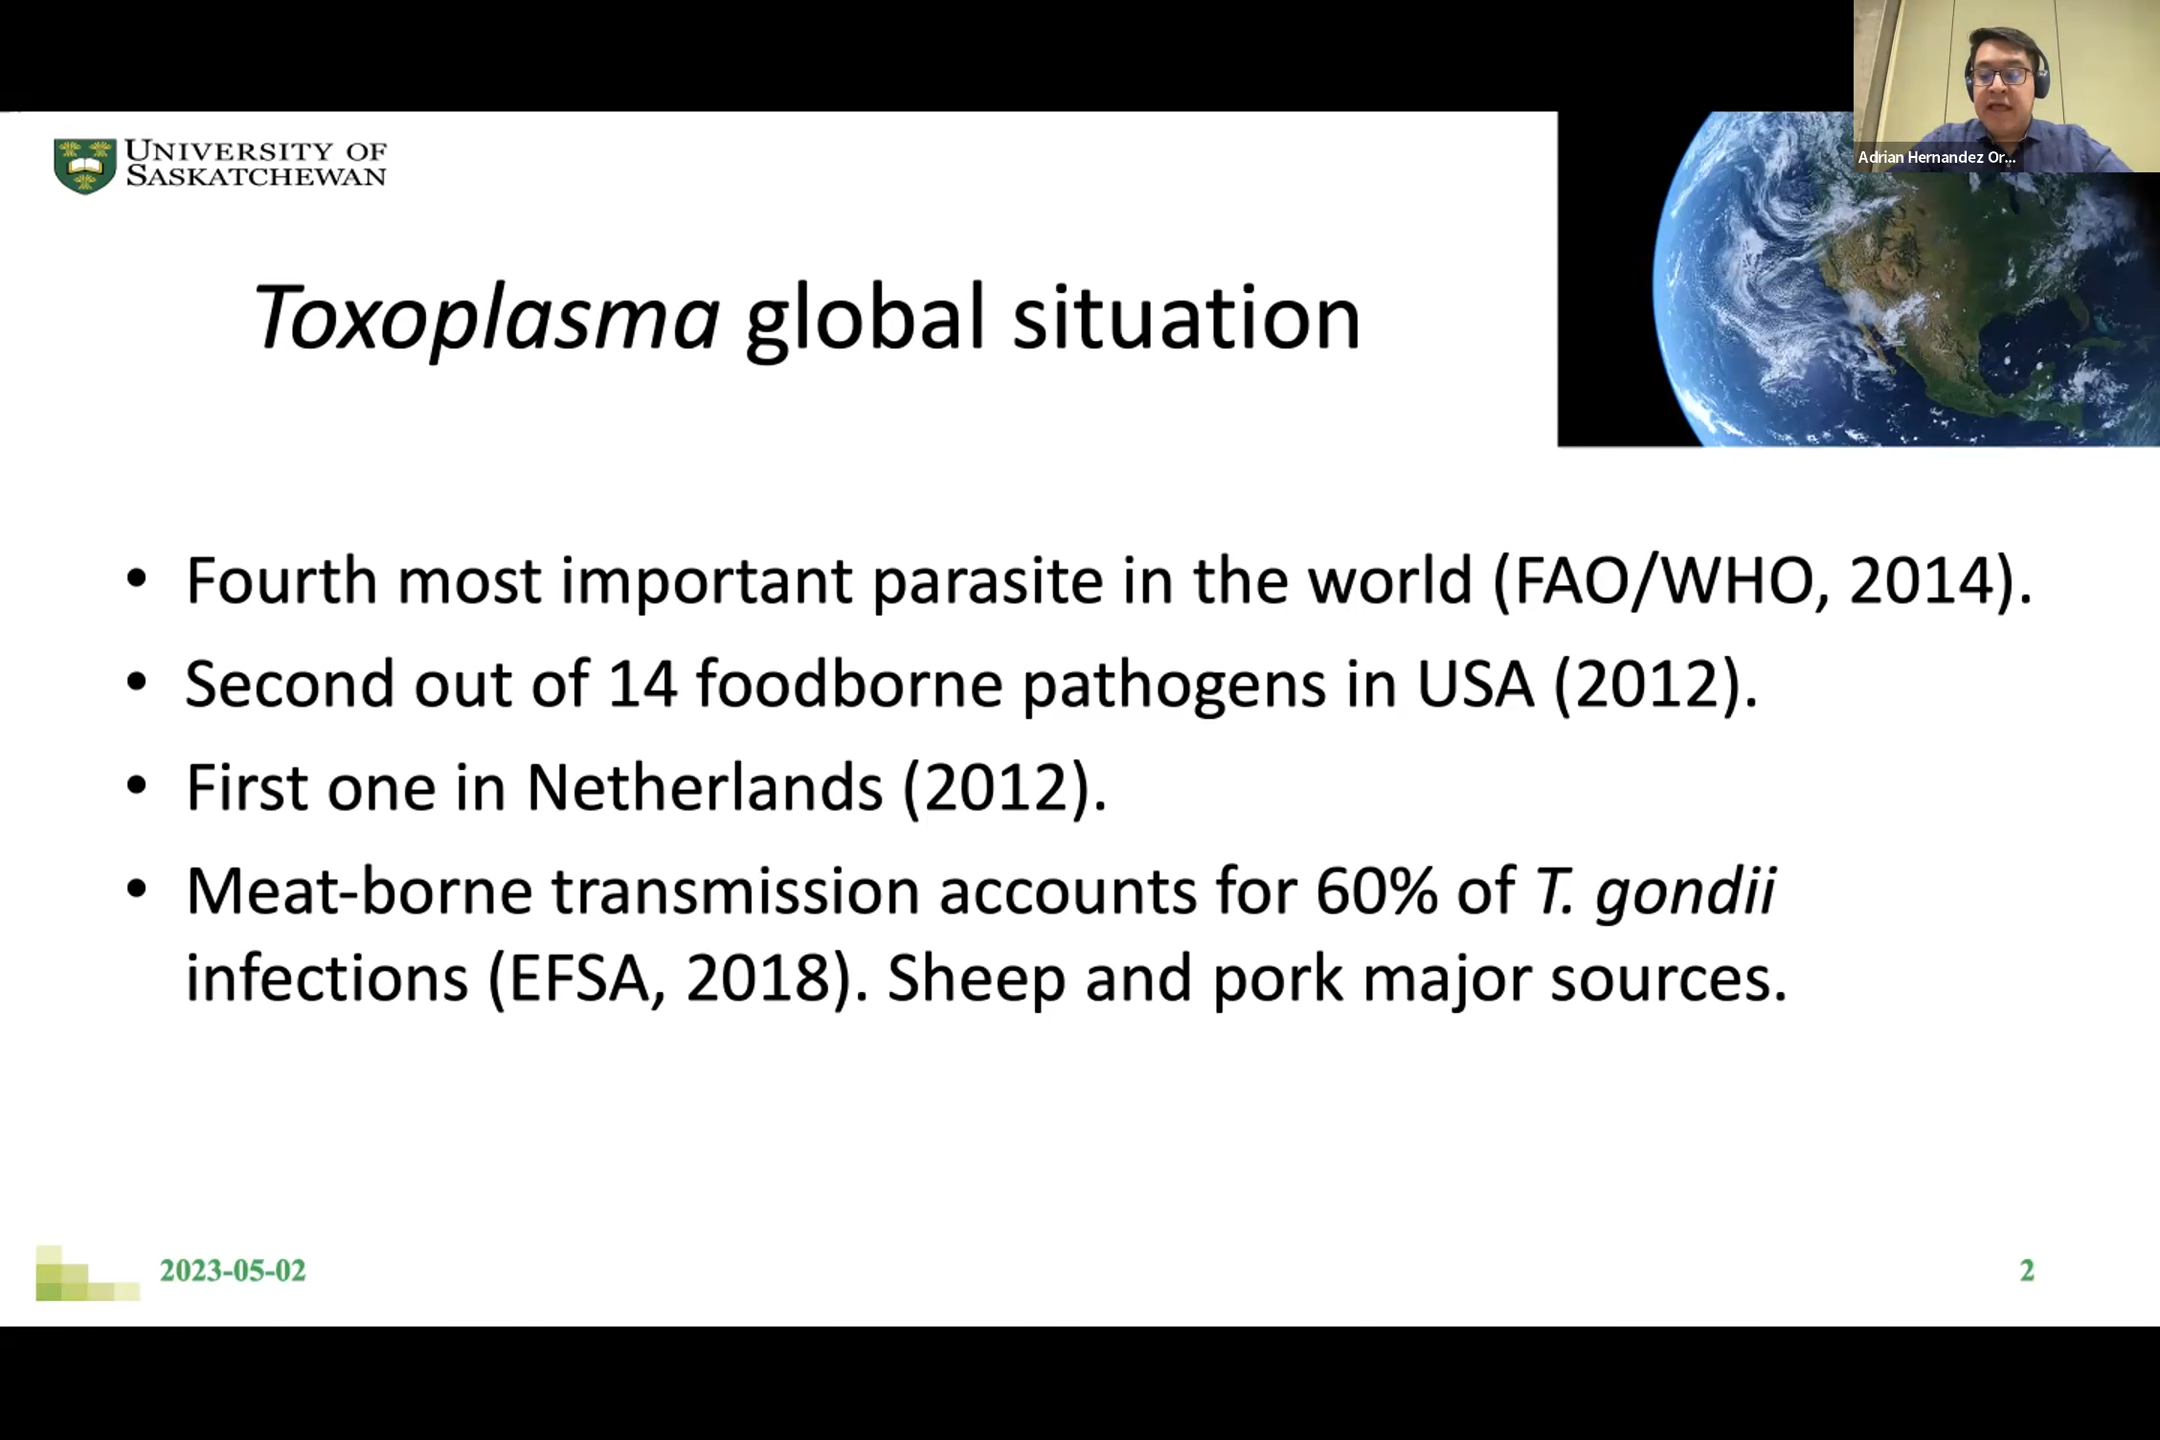 UNIVERSITY OF
SASKATCHEWAN
Adrian Hernandez Or...
Toxoplasma global situation
• Fourth most important parasite in the world (FAO/WHO, 2014).
• Second out of 14 foodborne pathogens in USA (2012).
• First one in Netherlands (2012).
• Meat-borne transmission accounts for 60% of T. gondii
infections (EFSA, 2018). Sheep and pork major sources.
2023-05-02
2